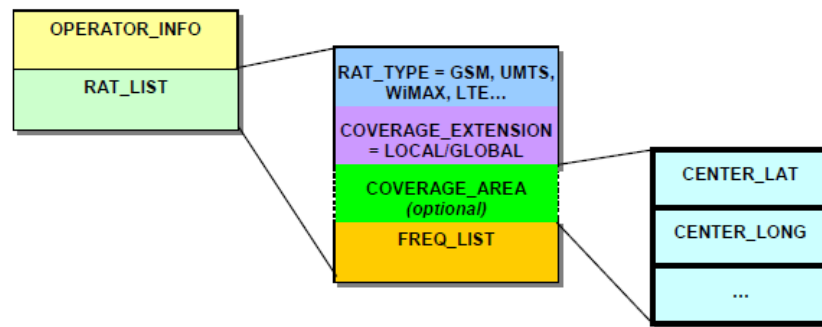 OPERATOR_INFO
RAT_LIST
RAT_TYPE = GSM, UMTS,
WiMAX, LTE...
COVERAGE_EXTENSION
= LOCAL/GLOBAL
COVERAGE_AREA
(optional)
FREQ_LIST
CENTER_LAT
CENTER_LONG
...